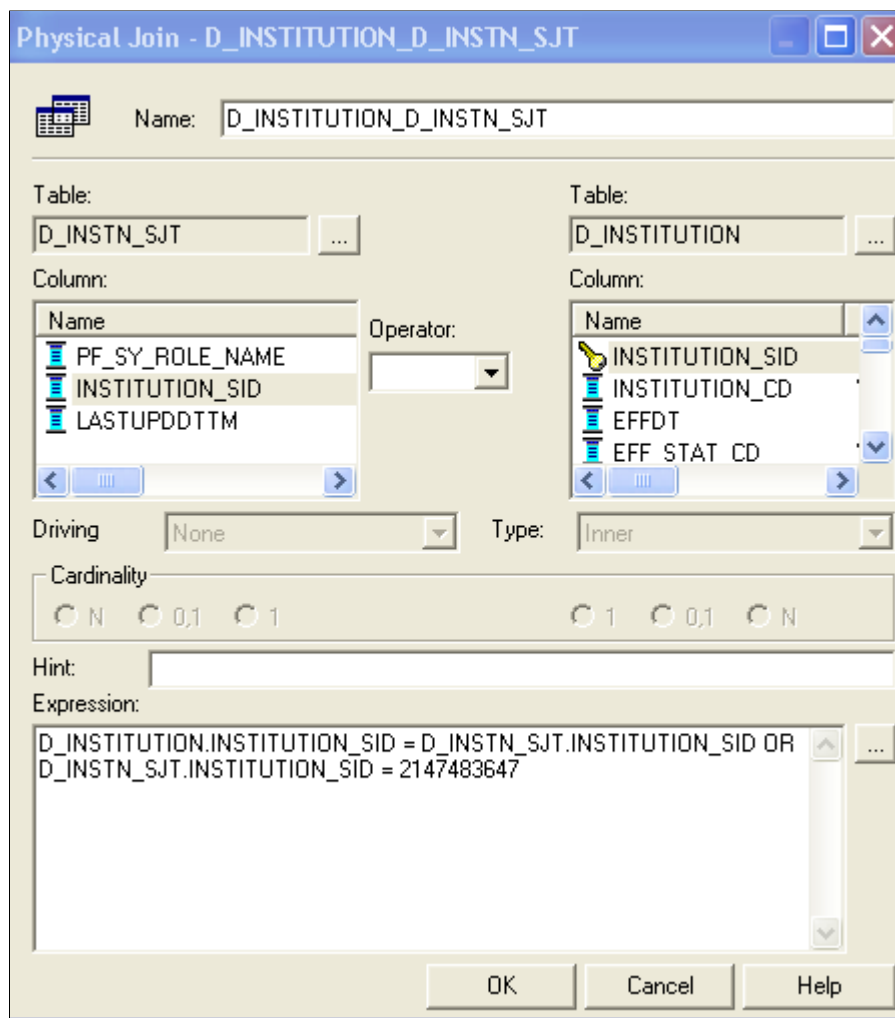 Physical Join - D_INSTITUTION_D_INSTN_SJT
Name: D_INSTITUTION_D_INSTN_SJT
Table:
D_INSTN_SJT ...
Column:
Name
PF_SY_ROLE_NAME
INSTITUTION_SID
LASTUPDDTTM
Operator:
Table:
D_INSTITUTION ...
Column:
Name
INSTITUTION_SID
INSTITUTION_CD
EFFDT
EFF_STAT_CD
Driving None Type: Inner
Cardinality
N 0,1 1 1 0,1 N
Hint:
Expression:
D_INSTITUTION.INSTITUTION_SID = D_INSTN_SJT.INSTITUTION_SID OR
D_INSTN_SJT.INSTITUTION_SID = 2147483647
...
OK Cancel Help